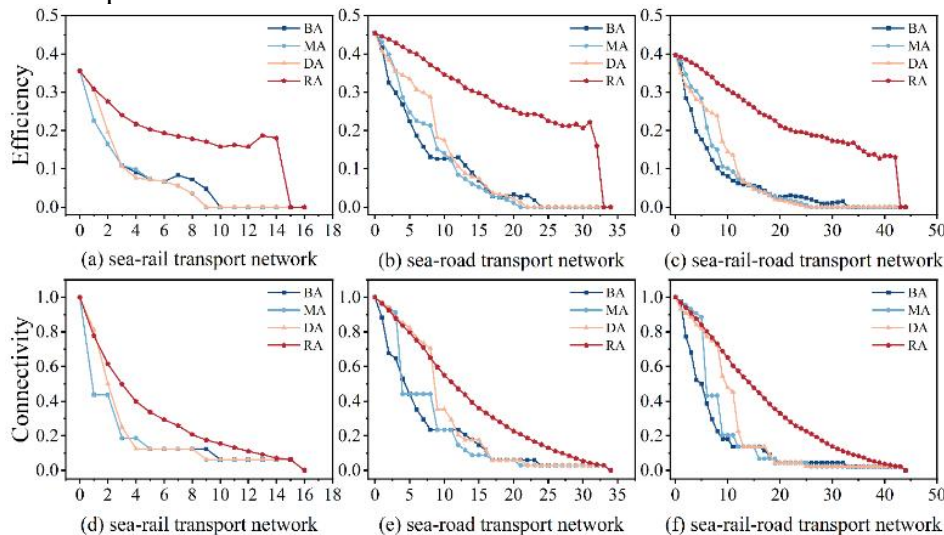 Efficiency
0.5
0.4
0.3
0.2
0.1
0.0
BA
MA
DA
RA
0 2 4 6 8 10 12 14 16 18
(a) sea-rail transport network
0.5
0.4
0.3
0.2
0.1
0.0
BA
MA
DA
RA
0 5 10 15 20 25 30 35
(b) sea-road transport network
0.5
0.4
0.3
0.2
0.1
0.0
BA
MA
DA
RA
0 10 20 30 40 50
(c) sea-rail-road transport network
Connectivity
1.0
0.8
0.6
0.4
0.2
0.0
BA
MA
DA
RA
0 2 4 6 8 10 12 14 16 18
(d) sea-rail transport network
1.0
0.8
0.6
0.4
0.2
0.0
BA
MA
DA
RA
0 5 10 15 20 25 30 35
(e) sea-road transport network
1.0
0.8
0.6
0.4
0.2
0.0
BA
MA
DA
RA
0 10 20 30 40 50
(f) sea-rail-road transport network